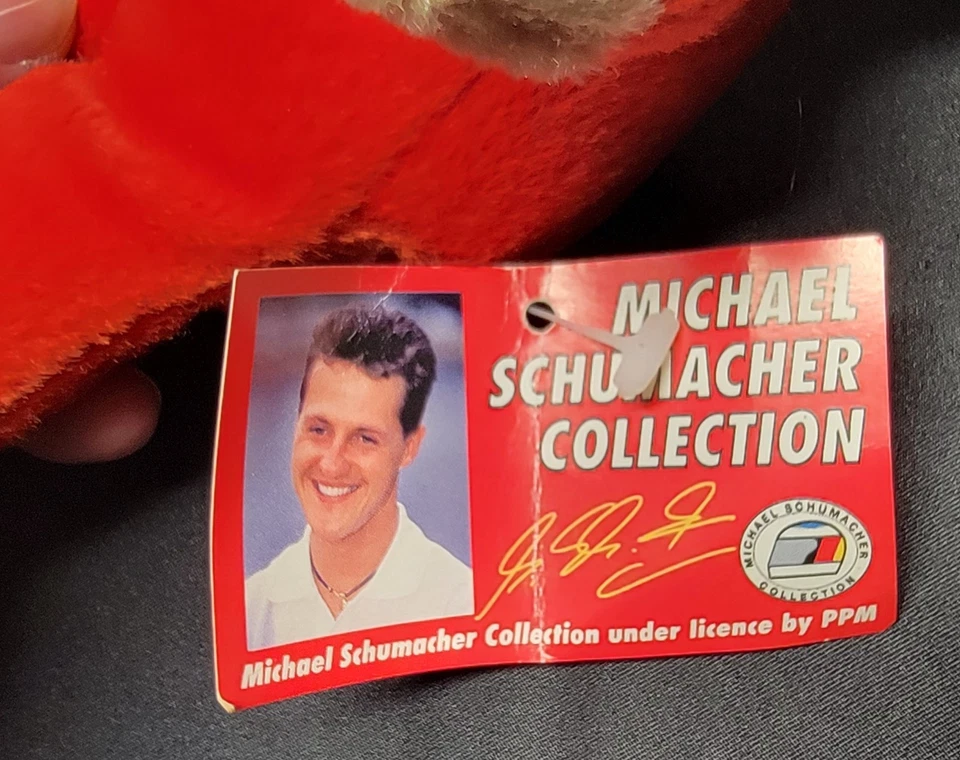 MICHAEL
SCHUMACHER
COLLECTION
MICHAEL SCHUMACHER
COLLECTION
Michael Schumacher Collection under licence by PPM